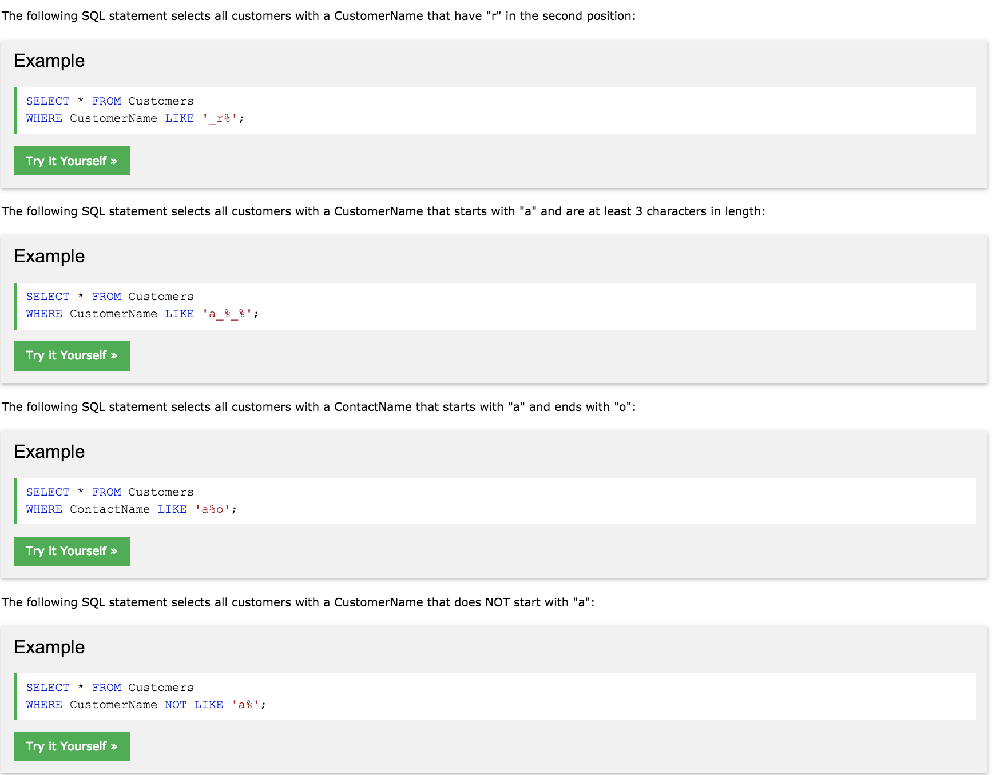 The following SQL statement selects all customers with a CustomerName that have "r" in the second position:
Example
SELECT * FROM Customers
WHERE CustomerName LIKE '_r%';
Try it Yourself »
The following SQL statement selects all customers with a CustomerName that starts with "a" and are at least 3 characters in length:
Example
SELECT * FROM Customers
WHERE CustomerName LIKE 'a_%_%';
Try it Yourself »
The following SQL statement selects all customers with a ContactName that starts with "a" and ends with "o":
Example
SELECT * FROM Customers
WHERE ContactName LIKE 'a%o';
Try it Yourself »
The following SQL statement selects all customers with a CustomerName that does NOT start with "a":
Example
SELECT * FROM Customers
WHERE CustomerName NOT LIKE 'a%';
Try it Yourself »